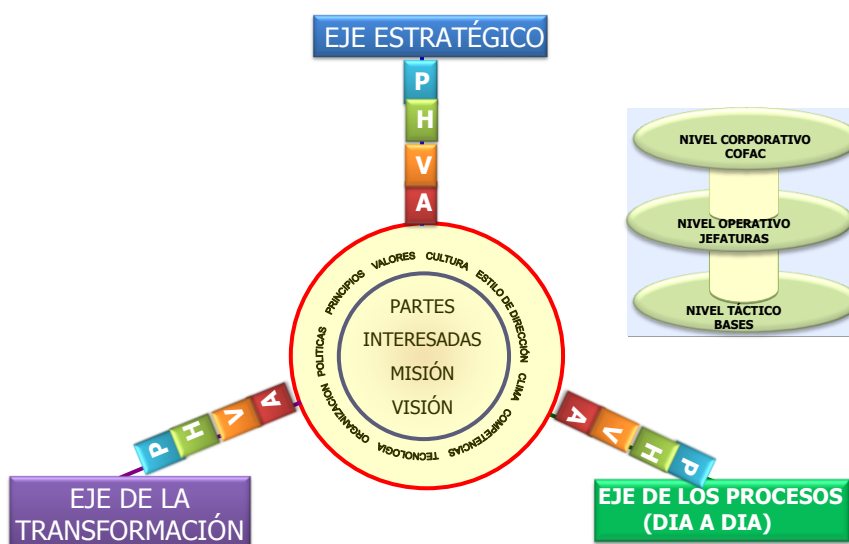 EJE ESTRATÉGICO
P
H
V
A
NIVEL CORPORATIVO
COFAC
NIVEL OPERATIVO
JEFATURAS
NIVEL TÁCTICO
BASES
POLITICAS PRINCIPIOS VALORES CULTURA ESTILO DE DIRECCIÓN CLIMA COMPETENCIAS TECNOLOGIA ORGANIZACION
PARTES
INTERESADAS
MISIÓN
VISIÓN
P H V A
A V H P
EJE DE LA
TRANSFORMACIÓN
EJE DE LOS PROCESOS
(DIA A DIA)